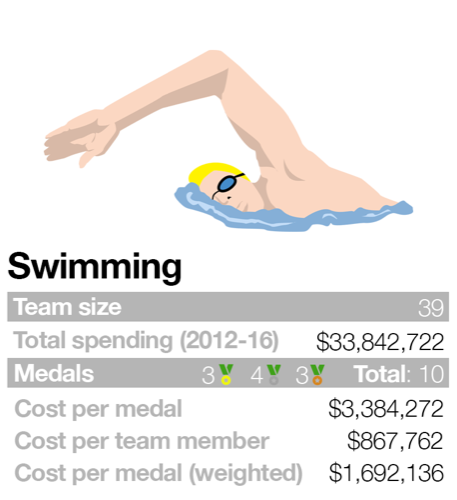 Swimming
Team size 39
Total spending (2012-16) $33,842,722
Medals 3 4 3 Total: 10
Cost per medal $3,384,272
Cost per team member $867,762
Cost per medal (weighted) $1,692,136